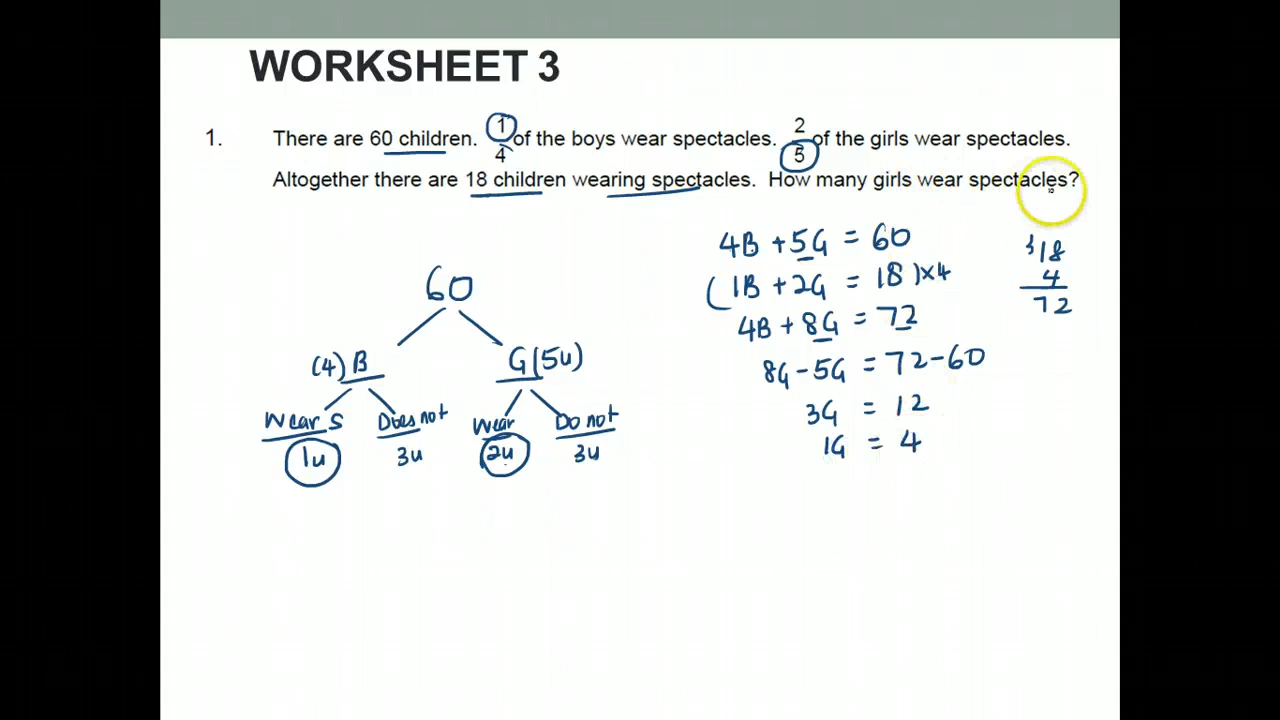 WORKSHEET 3
1. There are 60 children. 1/4 of the boys wear spectacles. 2/5 of the girls wear spectacles.
Altogether there are 18 children wearing spectacles. How many girls wear spectacles?
60
(4) B G (5u)
Wear S Does not Wear Do not
1u 3u 2u 3u
4B + 5G = 60
(1B + 2G = 18) x4
4B + 8G = 72
8G - 5G = 72 - 60
3G = 12
1G = 4
3
18
4
72